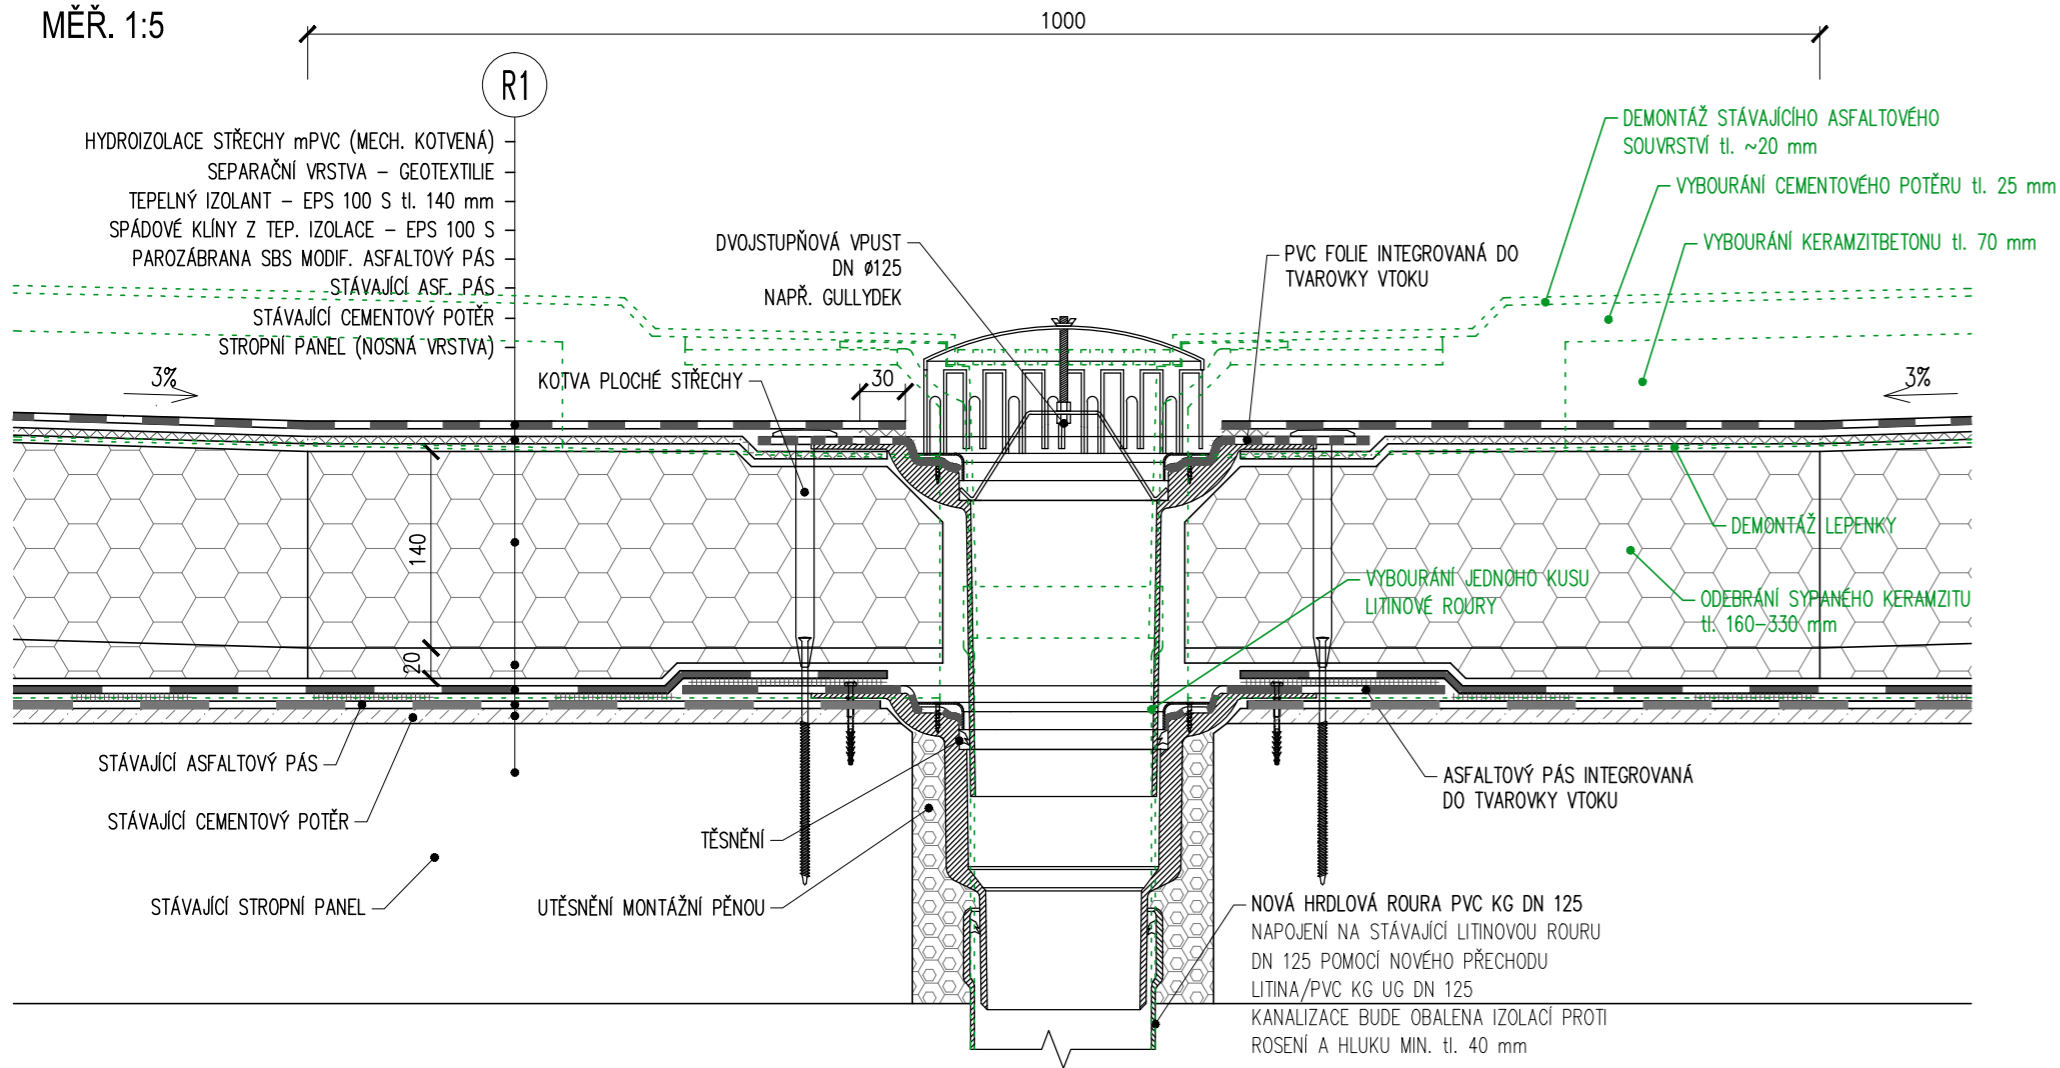 MĚŘ. 1:5
1000
R1
HYDROIZOLACE STŘECHY mPVC (MECH. KOTVENÁ)
SEPARAČNÍ VRSTVA – GEOTEXTILIE
TEPELNÝ IZOLANT – EPS 100 S tl. 140 mm
SPÁDOVÉ KLÍNY Z TEP. IZOLACE – EPS 100 S
PAROZÁBRANA SBS MODIF. ASFALTOVÝ PÁS
STÁVAJÍCÍ ASF. PÁS
STÁVAJÍCÍ CEMENTOVÝ POTĚR
STROPNÍ PANEL (NOSNÁ VRSTVA)
DVOJSTUPŇOVÁ VPUST
DN ø125
NAPŘ. GULLYDEK
PVC FOLIE INTEGROVANÁ DO
TVAROVKY VTOKU
DEMONTÁŽ STÁVAJÍCÍHO ASFALTOVÉHO
SOUVRSTVÍ tl. ~20 mm
VYBOURÁNÍ CEMENTOVÉHO POTĚRU tl. 25 mm
VYBOURÁNÍ KERAMZITBETONU tl. 70 mm
3%
KOTVA PLOCHÉ STŘECHY
30
3%
140
20
DEMONTÁŽ LEPENKY
VYBOURÁNÍ JEDNOHO KUSU
LITINOVÉ ROURY
ODEBRÁNÍ SYPANÉHO KERAMZITU
tl. 160–330 mm
STÁVAJÍCÍ ASFALTOVÝ PÁS
STÁVAJÍCÍ CEMENTOVÝ POTĚR
STÁVAJÍCÍ STROPNÍ PANEL
TĚSNĚNÍ
UTĚSNĚNÍ MONTÁŽNÍ PĚNOU
ASFALTOVÝ PÁS INTEGROVANÁ
DO TVAROVKY VTOKU
NOVÁ HRDLOVÁ ROURA PVC KG DN 125
NAPOJENÍ NA STÁVAJÍCÍ LITINOVOU ROURU
DN 125 POMOCÍ NOVÉHO PŘECHODU
LITINA/PVC KG UG DN 125
KANALIZACE BUDE OBALENA IZOLACÍ PROTI
ROSENÍ A HLUKU MIN. tl. 40 mm